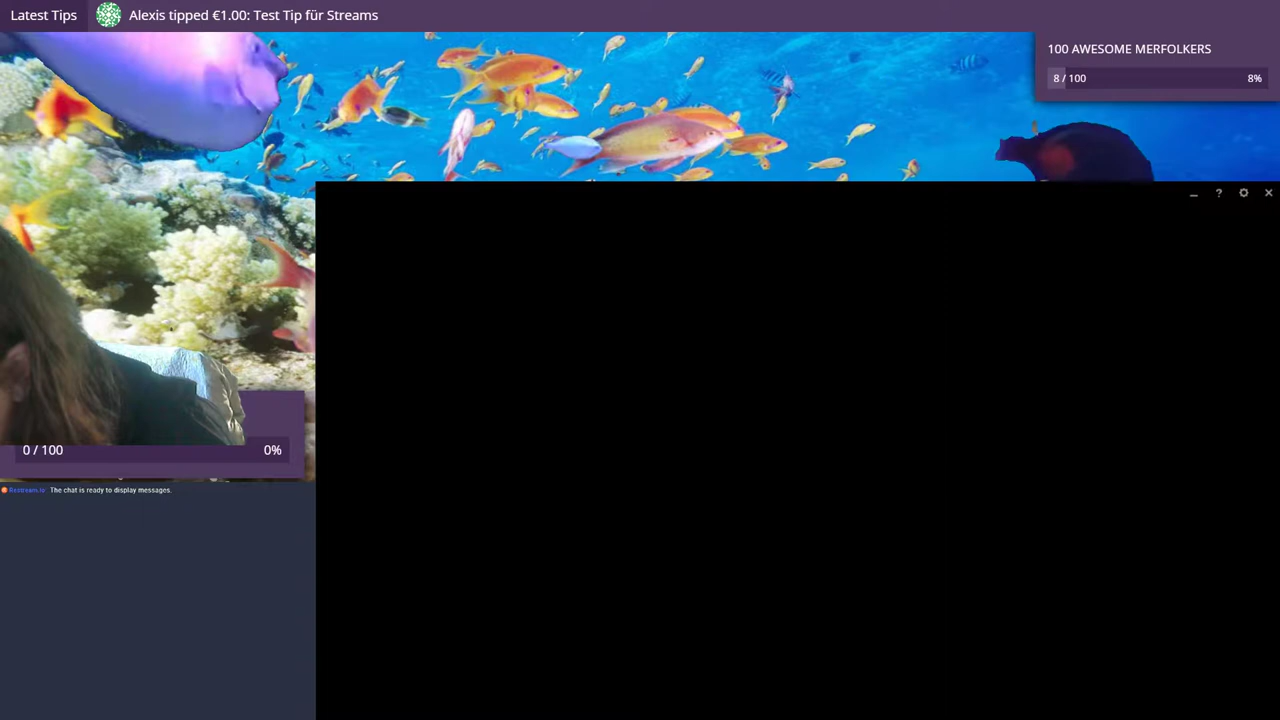 Latest Tips
Alexis tipped €1.00: Test Tip für Streams
100 AWESOME MERFOLKERS
8 / 100
8%
0 / 100
0%
Restream.io
The chat is ready to display messages.